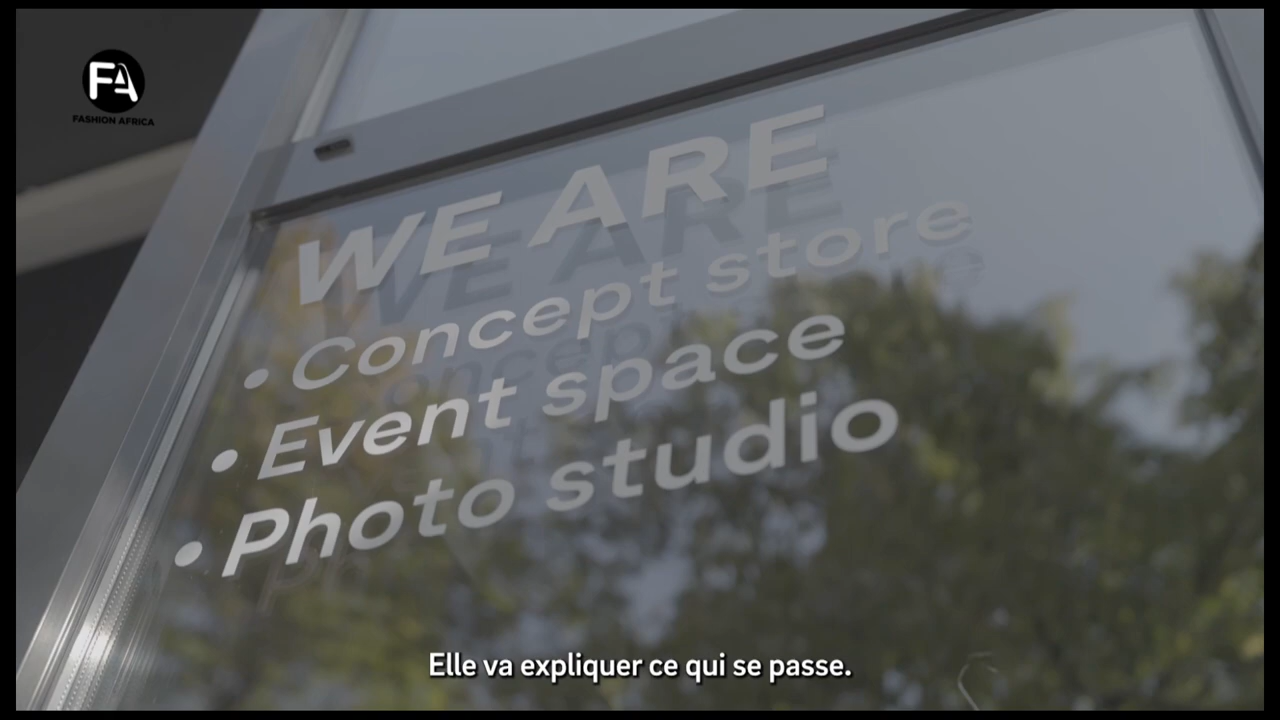 FA
FASHION AFRICA
WE ARE
• Concept store
• Event space
• Photo studio
Elle va expliquer ce qui se passe.